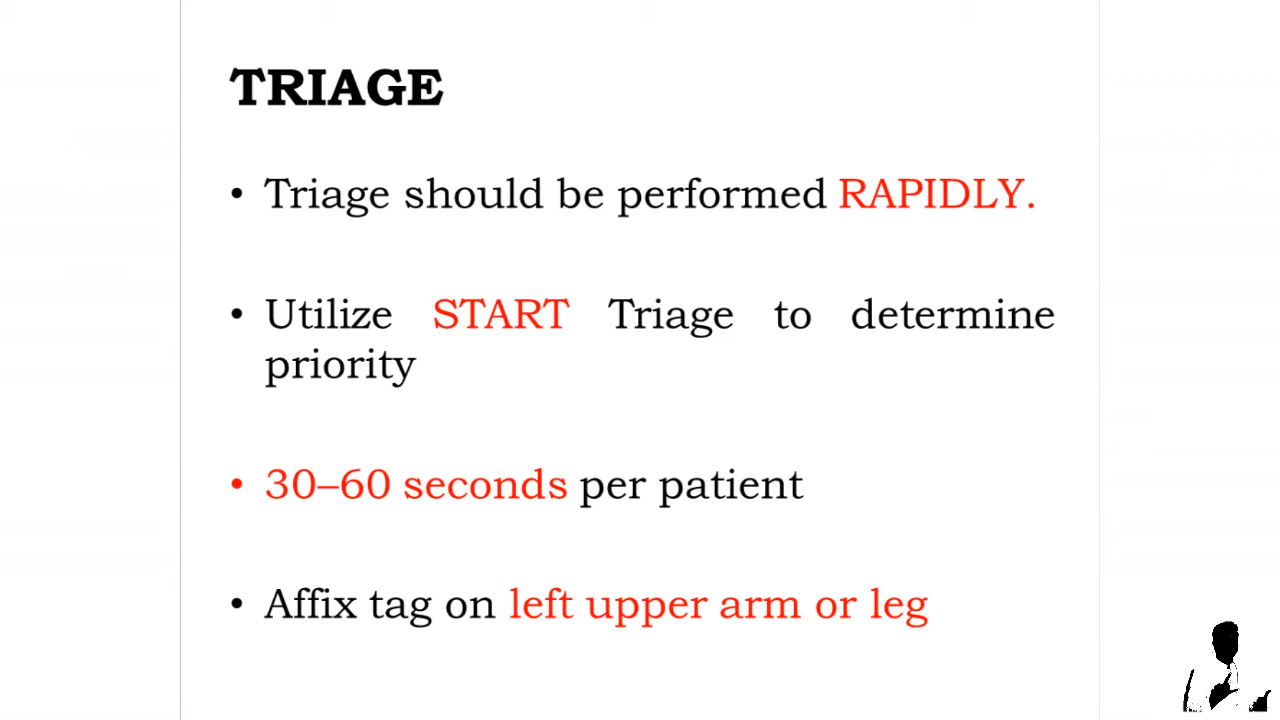 TRIAGE
• Triage should be performed RAPIDLY.
• Utilize START Triage to determine
priority
• 30–60 seconds per patient
• Affix tag on left upper arm or leg